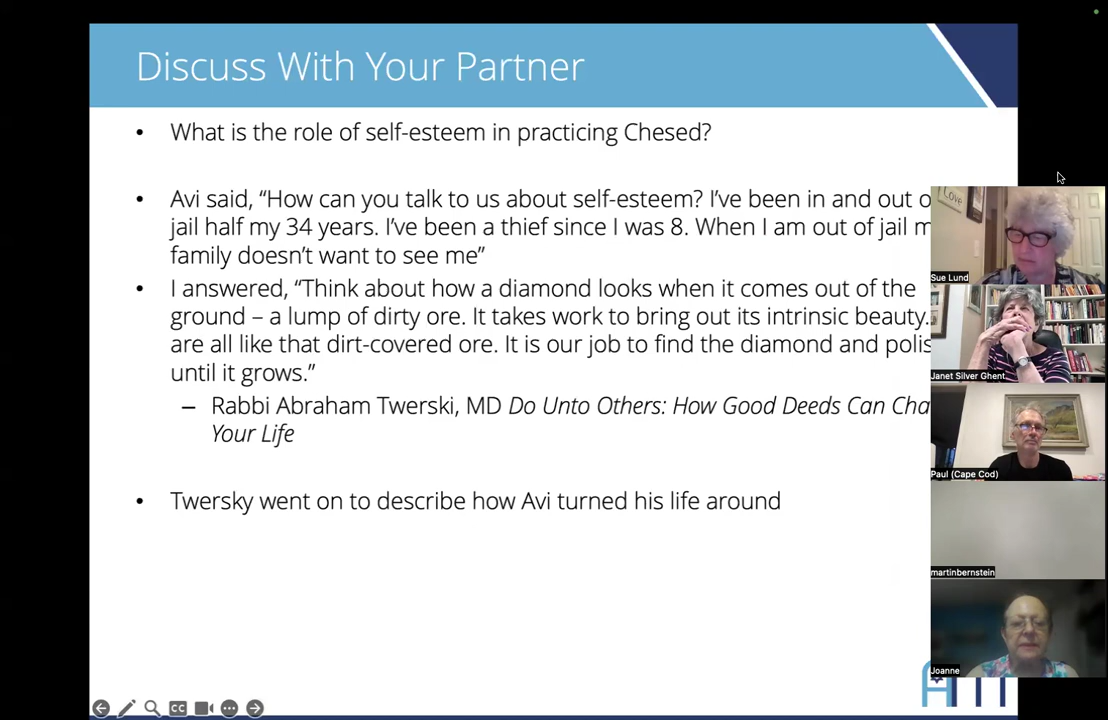 Discuss With Your Partner
• What is the role of self-esteem in practicing Chesed?
• Avi said, “How can you talk to us about self-esteem? I’ve been in and out
jail half my 34 years. I’ve been a thief since I was 8. When I am out of jail
family doesn’t want to see me”
• I answered, “Think about how a diamond looks when it comes out of the
ground – a lump of dirty ore. It takes work to bring out its intrinsic beauty.
are all like that dirt-covered ore. It is our job to find the diamond and
until it grows.”
– Rabbi Abraham Twerski, MD Do Unto Others: How Good Deeds Can
Your Life
• Twersky went on to describe how Avi turned his life around
Love
Sue Lund
Janet Silver Ghent
Paul (Cape Cod)
martinbernstein
Joanne
CC